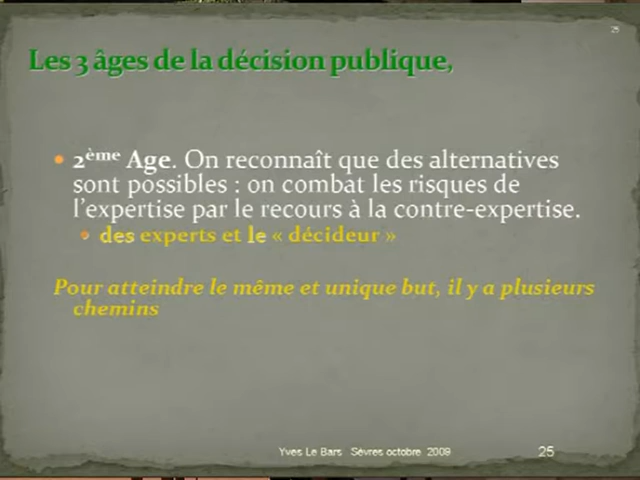 25
Les 3 âges de la décision publique,
• 2ème Age. On reconnaît que des alternatives
sont possibles : on combat les risques de
l'expertise par le recours à la contre-expertise.
• des experts et le « décideur »
Pour atteindre le même et unique but, il y a plusieurs
chemins
Yves Le Bars Sèvres octobre 2009 25